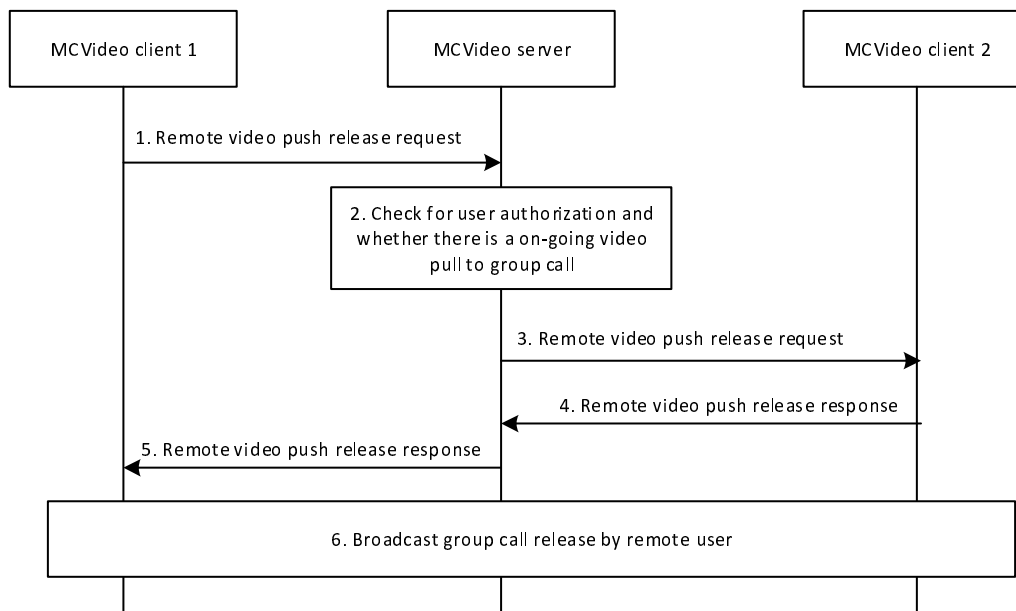 MCVideo client 1
MCVideo server
MCVideo client 2
1. Remote video push release request
2. Check for user authorization and
whether there is a on-going video
pull to group call
3. Remote video push release request
4. Remote video push release response
5. Remote video push release response
6. Broadcast group call release by remote user